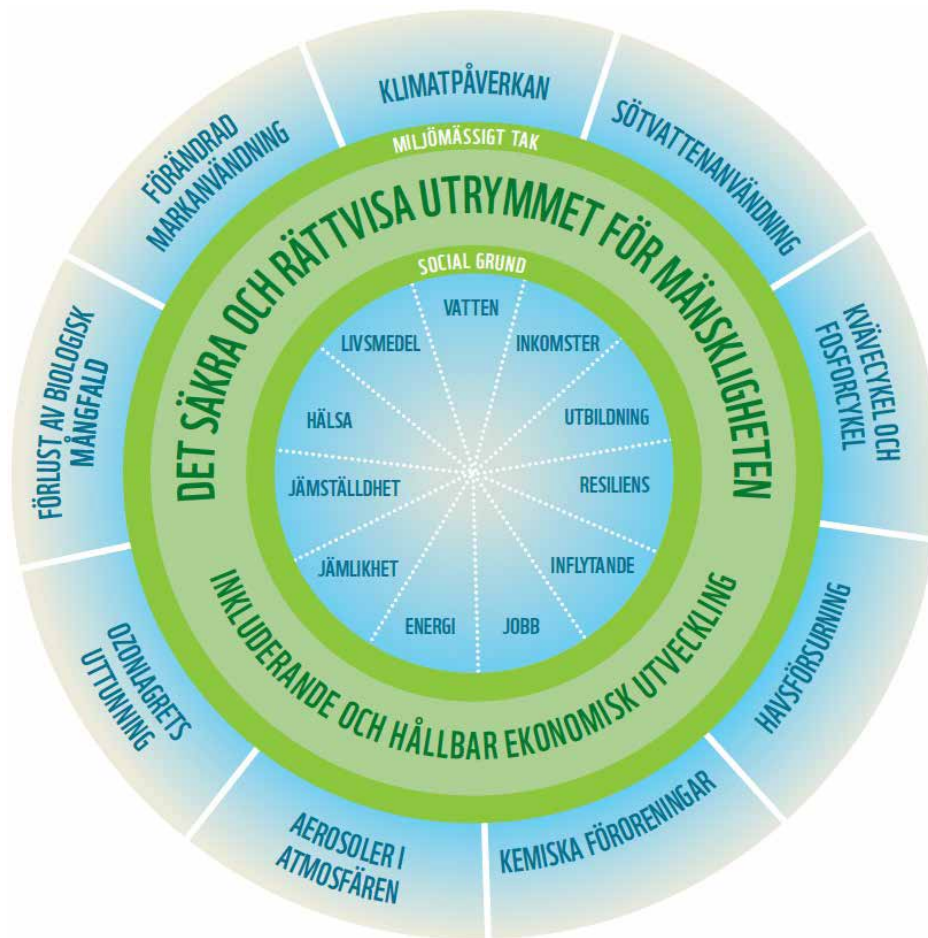 KLIMATPÅVERKAN
SÖTVATTENANVÄNDNING
KVÄVECYKEL OCH
FOSFORCYKEL
HAVSFÖRSURNING
KEMISKA FÖRORENINGAR
AEROSOLER I
ATMOSFÄREN
OZONLAGRETS
UTTUNNING
FÖRLUST AV BIOLOGISK
MÅNGFALD
FÖRÄNDRAD
MARKANVÄNDNING
MILJÖMÄSSIGT TAK
DET SÄKRA OCH RÄTTVISA UTRYMMET FÖR MÄNSKLIGHETEN
INKLUDERANDE OCH HÅLLBAR EKONOMISK UTVECKLING
SOCIAL GRUND
VATTEN
INKOMSTER
UTBILDNING
RESILIENS
INFLYTANDE
JOBB
ENERGI
JÄMLIKHET
JÄMSTÄLLDHET
HÄLSA
LIVSMEDEL